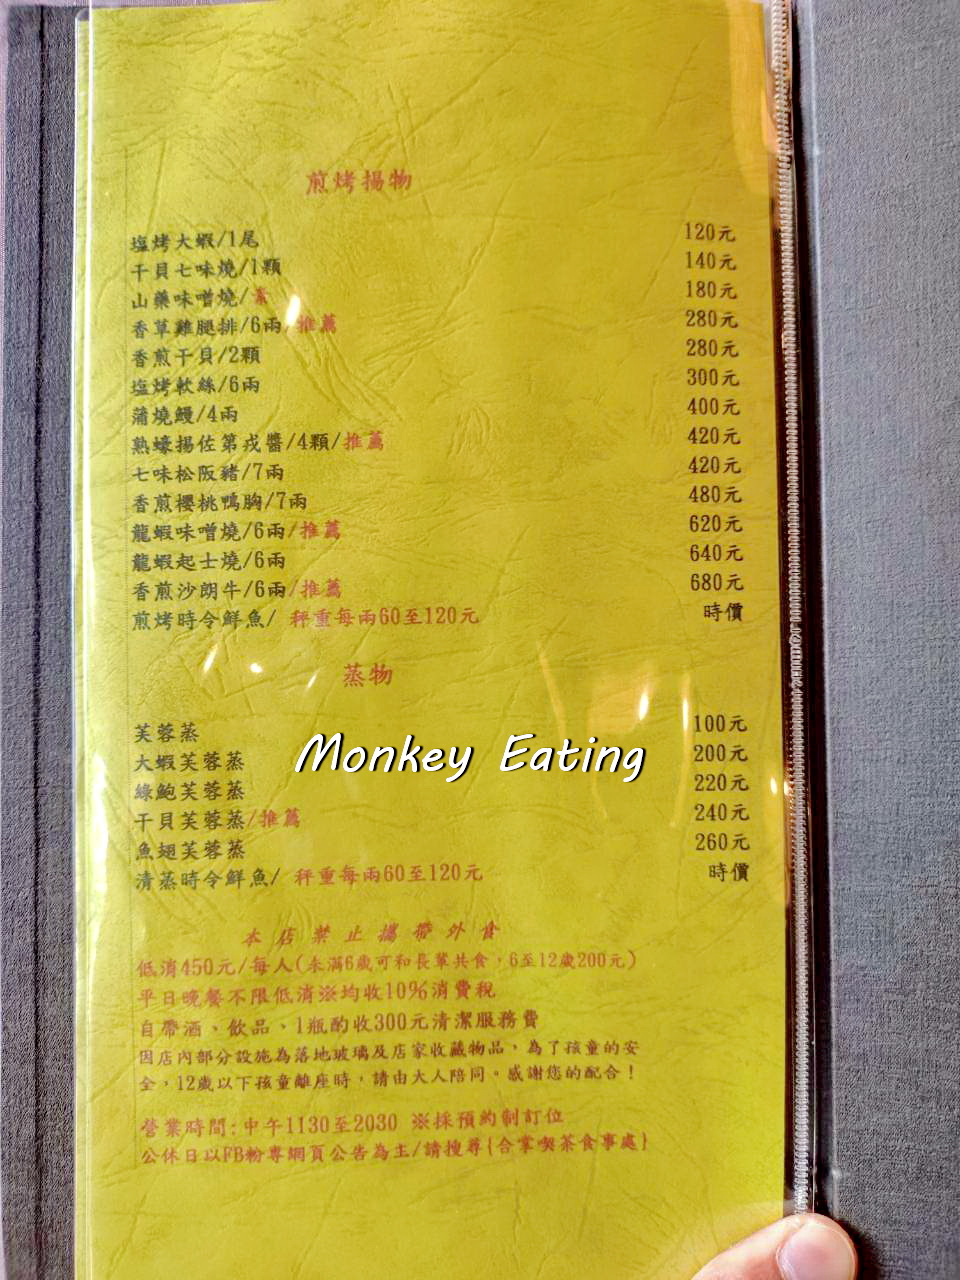 煎烤揚物
塩烤大蝦/1尾 120元
干貝七味燒/1顆 140元
山藥味噌燒/素 180元
香草雞腿排/6兩/推薦 280元
香煎干貝/2顆 280元
塩烤軟絲/6兩 300元
蒲燒鰻/4兩 400元
熟蠔揚佐第戎醬/4顆/推薦 420元
七味松阪豬/7兩 420元
香煎櫻桃鴨胸/7兩 480元
龍蝦味噌燒/6兩/推薦 620元
龍蝦起士燒/6兩 640元
香煎沙朗牛/6兩/推薦 680元
煎烤時令鮮魚/ 秤重每兩60至120元 時價
蒸物
芙蓉蒸 100元
大蝦芙蓉蒸 200元
Monkey Eating
綠鮑芙蓉蒸 220元
干貝芙蓉蒸/推薦 240元
魚翅芙蓉蒸 260元
清蒸時令鮮魚/ 秤重每兩60至120元 時價
本店禁止攜帶外食
低消450元/每人(未滿6歲可和長輩共食，6至12歲200元)
平日晚餐不限低消※均收10%消費稅
自帶酒、飲品、1瓶酌收300元清潔服務費
因店內部分設施為落地玻璃及店家收藏物品，為了孩童的安
全，12歲以下孩童離座時，請由大人陪同。感謝您的配合！
營業時間:中午1130至2030 ※採預約制訂位
公休日以FB粉專網頁公告為主/請搜尋{合掌喫茶食事處}